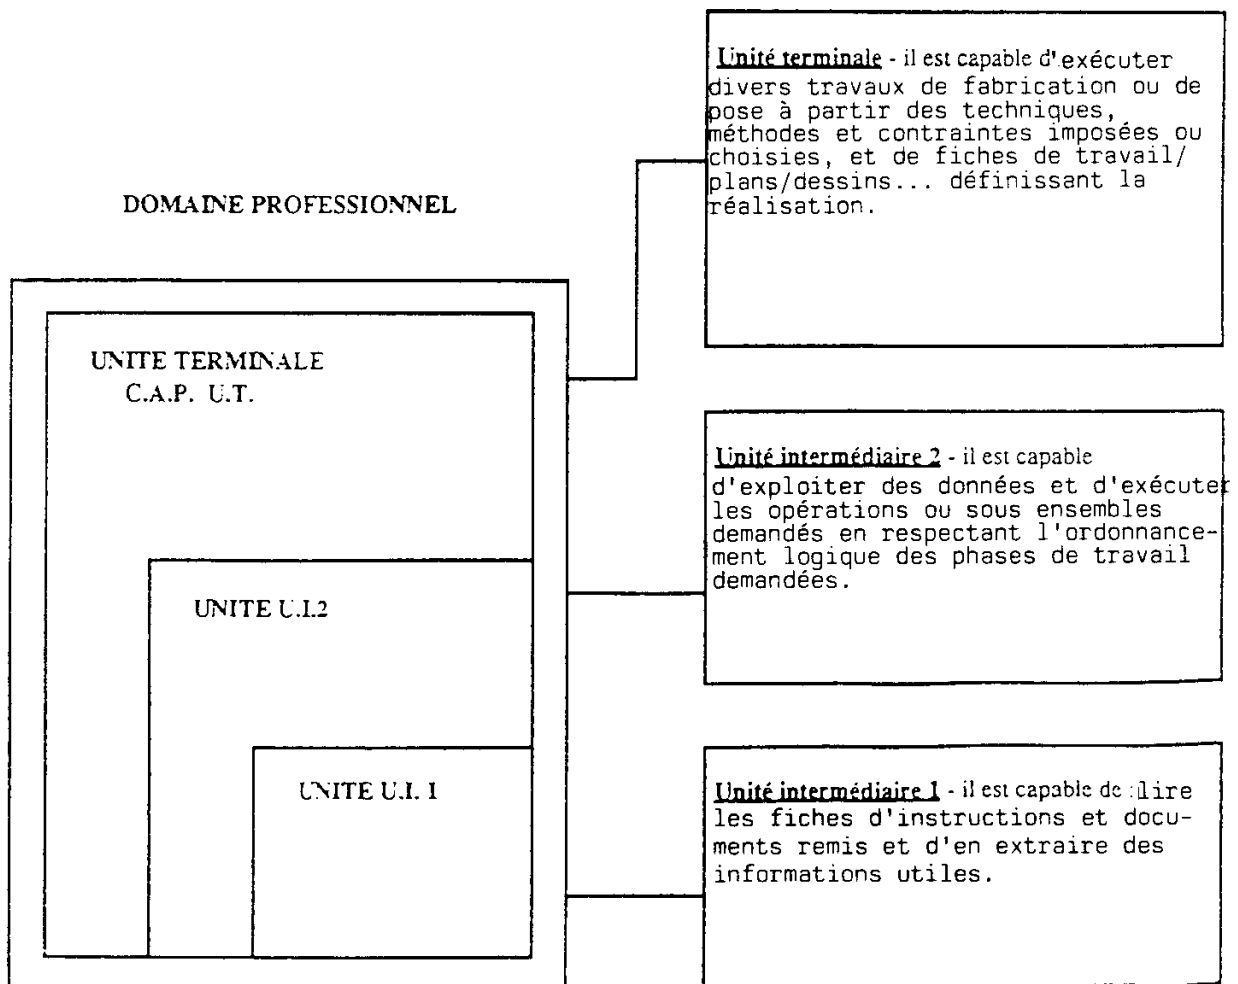 DOMAINE PROFESSIONNEL
UNITE TERMINALE
C.A.P. U.T.
UNITE U.I.2
UNITE U.I. 1
Unité terminale - il est capable d'exécuter
divers travaux de fabrication ou de
pose à partir des techniques,
méthodes et contraintes imposées ou
choisies, et de fiches de travail/
plans/dessins... définissant la
réalisation.
Unité intermédiaire 2 - il est capable
d'exploiter des données et d'exécuter
les opérations ou sous ensembles
demandés en respectant l'ordonnance-
ment logique des phases de travail
demandées.
Unité intermédiaire 1 - il est capable de :lire
les fiches d'instructions et docu-
ments remis et d'en extraire des
informations utiles.